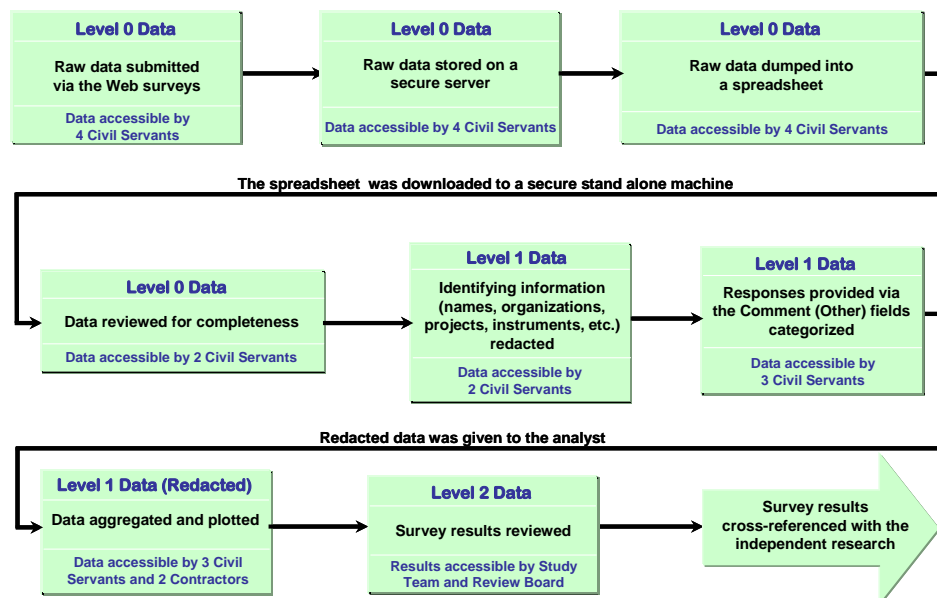 Level 0 Data
Raw data submitted
via the Web surveys
Data accessible by
4 Civil Servants
Level 0 Data
Raw data stored on a
secure server
Data accessible by 4 Civil Servants
Level 0 Data
Raw data dumped into
a spreadsheet
Data accessible by 4 Civil Servants
The spreadsheet was downloaded to a secure stand alone machine
Level 0 Data
Data reviewed for completeness
Data accessible by 2 Civil Servants
Level 1 Data
Identifying information
(names, organizations,
projects, instruments, etc.)
redacted
Data accessible by
2 Civil Servants
Level 1 Data
Responses provided via
the Comment (Other) fields
categorized
Data accessible by
3 Civil Servants
Redacted data was given to the analyst
Level 1 Data (Redacted)
Data aggregated and plotted
Data accessible by 3 Civil
Servants and 2 Contractors
Level 2 Data
Survey results reviewed
Results accessible by Study
Team and Review Board
Survey results
cross-referenced with the
independent research